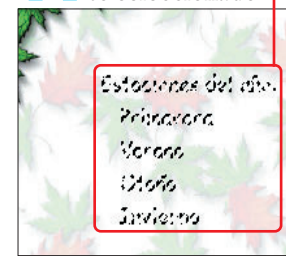 Estaciones del año.
Primavera
Verano
Otoño
Invierno